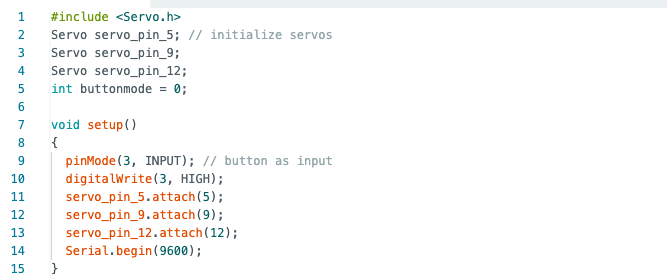 1 #include <Servo.h>
2 Servo servo_pin_5; // initialize servos
3 Servo servo_pin_9;
4 Servo servo_pin_12;
5 int buttonmode = 0;
6
7 void setup()
8 {
9   pinMode(3, INPUT); // button as input
10   digitalWrite(3, HIGH);
11   servo_pin_5.attach(5);
12   servo_pin_9.attach(9);
13   servo_pin_12.attach(12);
14   Serial.begin(9600);
15 }